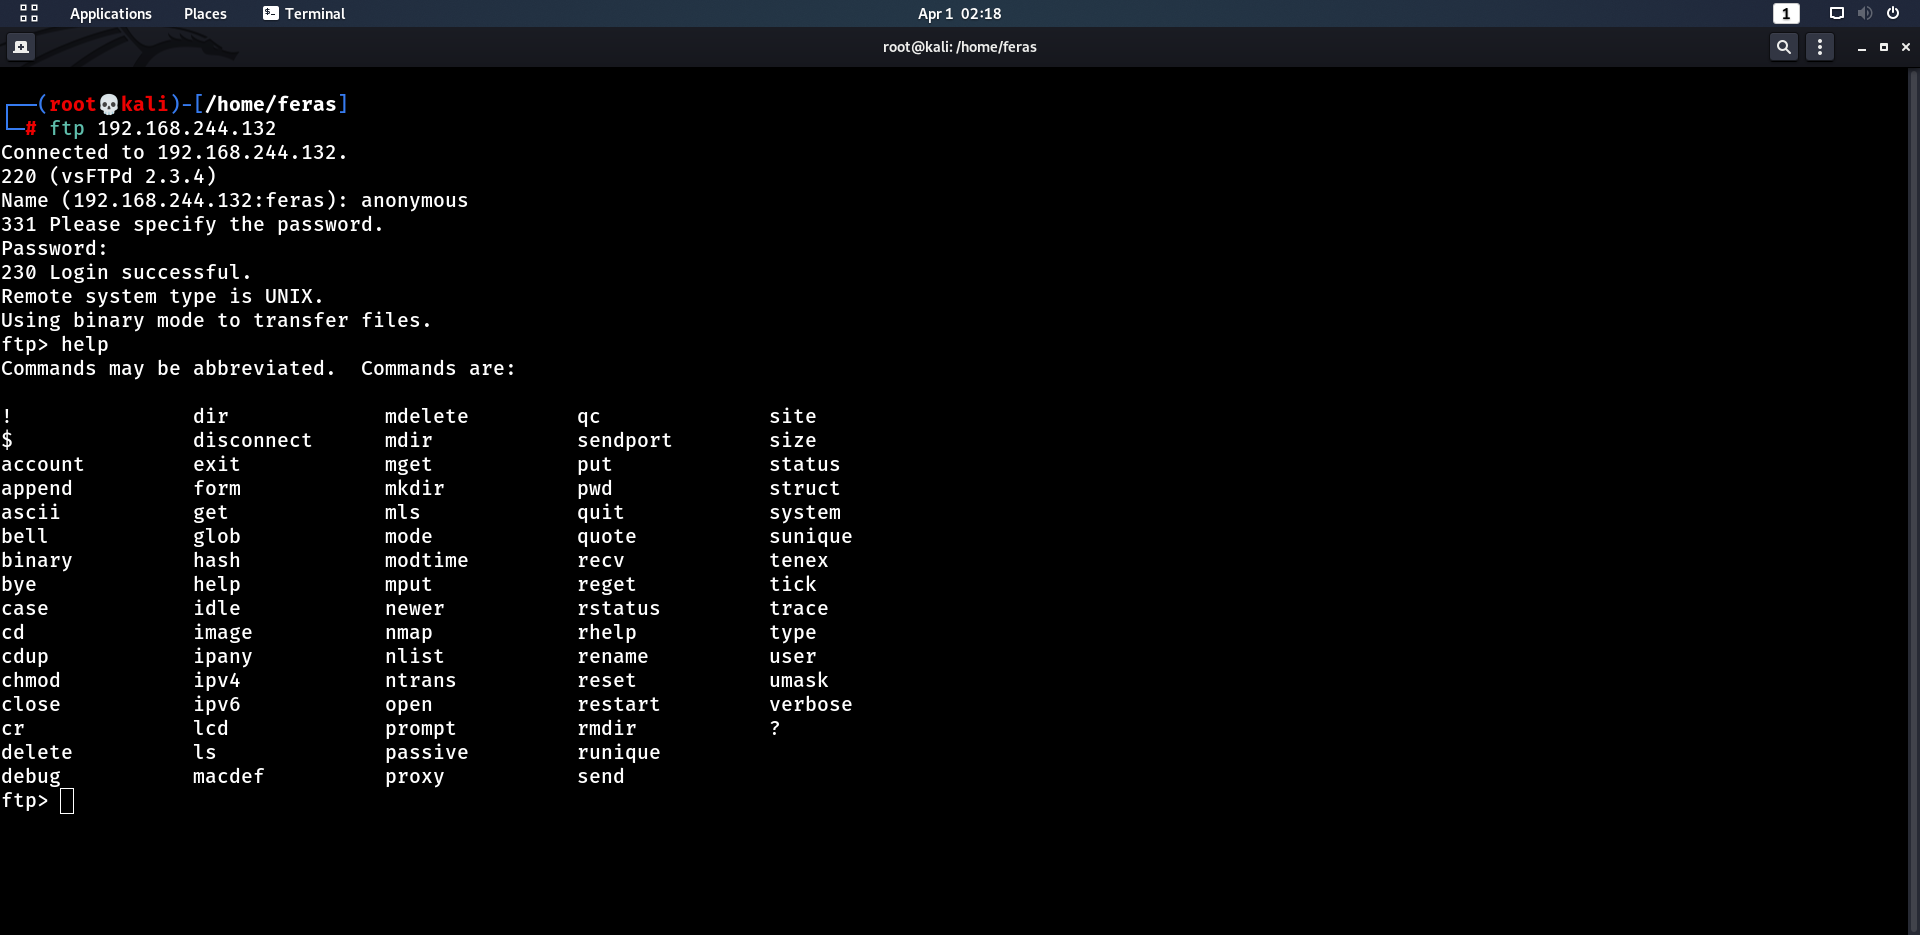 Applications Places Terminal Apr 1 02:18 1
root@kali: /home/feras
┌──(root💀kali)-[/home/feras]
└─# ftp 192.168.244.132
Connected to 192.168.244.132.
220 (vsFTPd 2.3.4)
Name (192.168.244.132:feras): anonymous
331 Please specify the password.
Password:
230 Login successful.
Remote system type is UNIX.
Using binary mode to transfer files.
ftp> help
Commands may be abbreviated.  Commands are:
!               dir             mdelete         qc              site
$               disconnect      mdir            sendport        size
account         exit            mget            put             status
append          form            mkdir           pwd             struct
ascii           get             mls             quit            system
bell            glob            mode            quote           sunique
binary          hash            modtime         recv            tenex
bye             help            mput            reget           tick
case            idle            newer           rstatus         trace
cd              image           nmap            rhelp           type
cdup            ipany           nlist           rename          user
chmod           ipv4            ntrans          reset           umask
close           ipv6            open            restart         verbose
cr              lcd             prompt          rmdir           ?
delete          ls              passive         runique
debug           macdef          proxy           send
ftp>